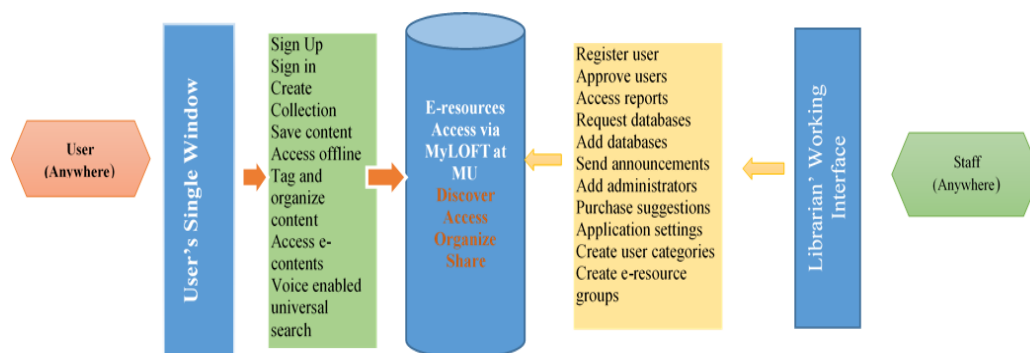 User
(Anywhere)
User's Single Window
Sign Up
Sign in
Create
Collection
Save content
Access offline
Tag and
organize
content
Access e-
contents
Voice enabled
universal
search
E-resources
Access via
MyLOFT at
MU
Discover
Access
Organize
Share
Register user
Approve users
Access reports
Request databases
Add databases
Send announcements
Add administrators
Purchase suggestions
Application settings
Create user categories
Create e-resource
groups
Librarian' Working
Interface
Staff
(Anywhere)